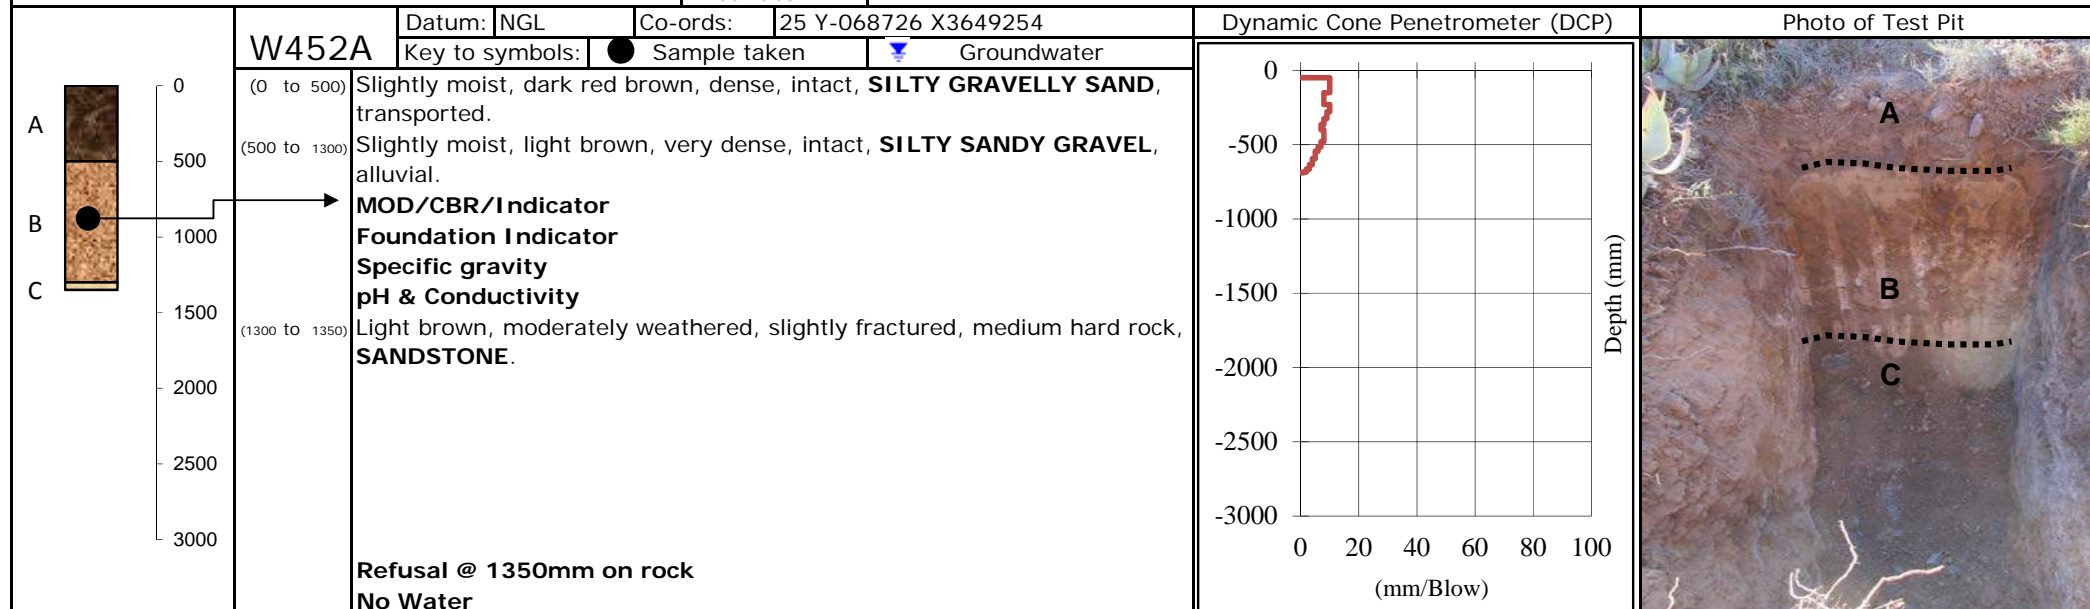 W452A
Datum: NGL Co-ords: 25 Y-068726 X3649254
Key to symbols: Sample taken Groundwater
Dynamic Cone Penetrometer (DCP)
Photo of Test Pit
A
B
C
0
500
1000
1500
2000
2500
3000
(0 to 500) Slightly moist, dark red brown, dense, intact, SILTY GRAVELLY SAND,
transported.
(500 to 1300) Slightly moist, light brown, very dense, intact, SILTY SANDY GRAVEL,
alluvial.
MOD/CBR/Indicator
Foundation Indicator
Specific gravity
pH & Conductivity
(1300 to 1350) Light brown, moderately weathered, slightly fractured, medium hard rock,
SANDSTONE.
Refusal @ 1350mm on rock
No Water
0
-500
-1000
-1500
-2000
-2500
-3000
0 20 40 60 80 100
(mm/Blow)
Depth (mm)
A
B
C